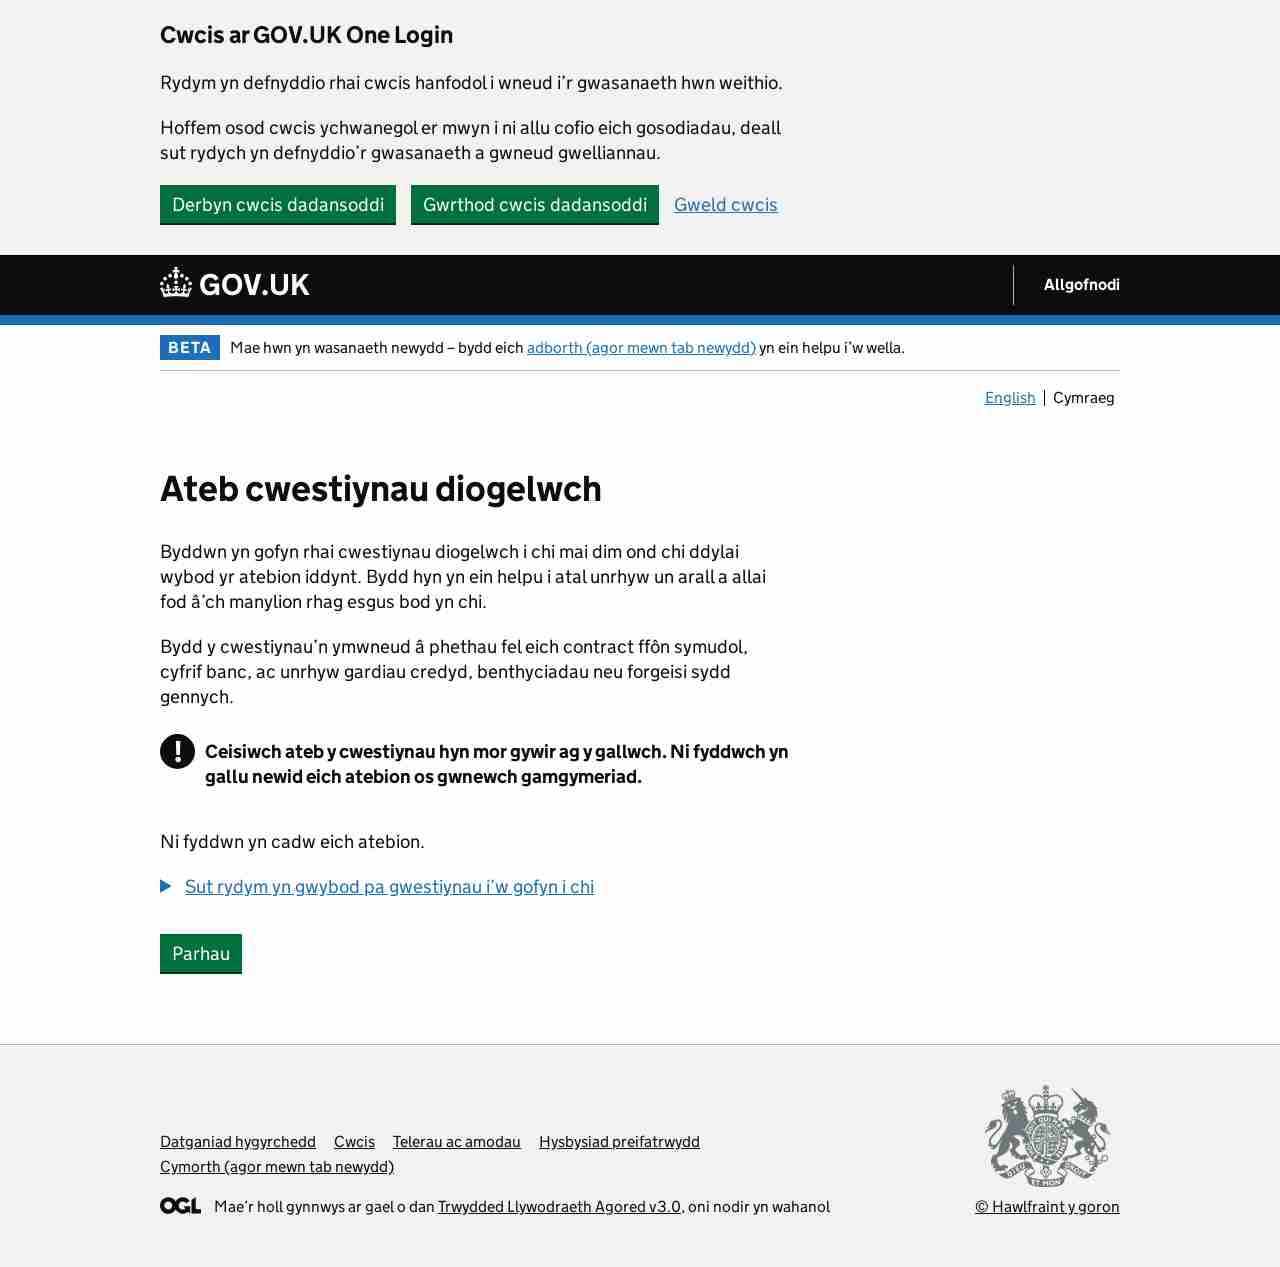 Cwcis ar GOV.UK One Login
Rydym yn defnyddio rhai cwcis hanfodol i wneud i’r gwasanaeth hwn weithio.
Hoffem osod cwcis ychwanegol er mwyn i ni allu cofio eich gosodiadau, deall
sut rydych yn defnyddio’r gwasanaeth a gwneud gwelliannau.
Derbyn cwcis dadansoddi Gwrthod cwcis dadansoddi Gweld cwcis
GOV.UK Allgofnodi
BETA Mae hwn yn wasanaeth newydd – bydd eich adborth (agor mewn tab newydd) yn ein helpu i’w wella.
English Cymraeg
Ateb cwestiynau diogelwch
Byddwn yn gofyn rhai cwestiynau diogelwch i chi mai dim ond chi ddylai
wybod yr atebion iddynt. Bydd hyn yn ein helpu i atal unrhyw un arall a allai
fod â’ch manylion rhag esgus bod yn chi.
Bydd y cwestiynau’n ymwneud â phethau fel eich contract ffôn symudol,
cyfrif banc, ac unrhyw gardiau credyd, benthyciadau neu forgeisi sydd
gennych.
! Ceisiwch ateb y cwestiynau hyn mor gywir ag y gallwch. Ni fyddwch yn
gallu newid eich atebion os gwnewch gamgymeriad.
Ni fyddwn yn cadw eich atebion.
Sut rydym yn gwybod pa gwestiynau i’w gofyn i chi
Parhau
Datganiad hygyrchedd Cwcis Telerau ac amodau Hysbysiad preifatrwydd
Cymorth (agor mewn tab newydd)
OGL Mae’r holl gynnwys ar gael o dan Trwydded Llywodraeth Agored v3.0, oni nodir yn wahanol
© Hawlfraint y goron